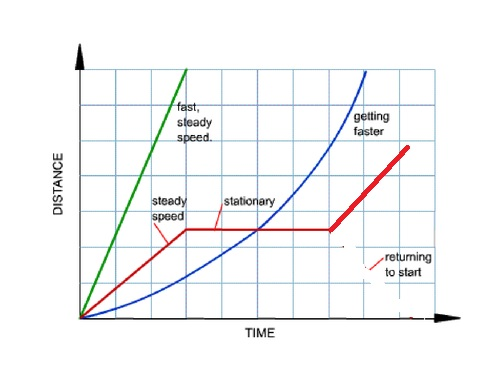 fast,
steady
speed.
getting
faster
steady
speed
stationary
returning
to start
DISTANCE
TIME